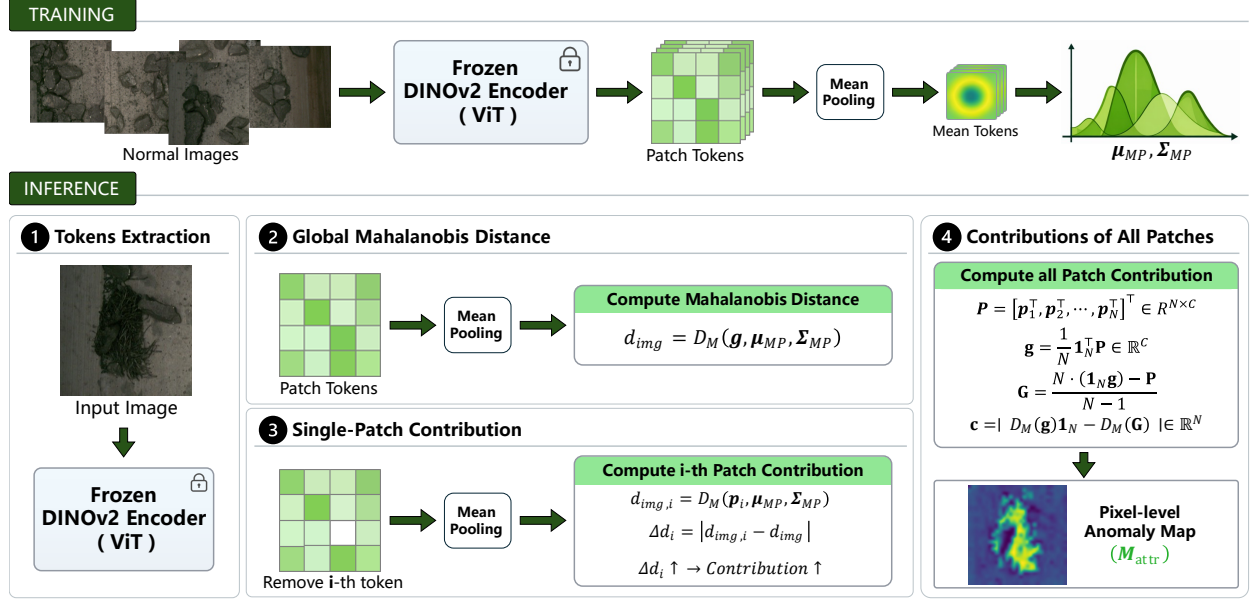 TRAINING
Frozen
DINOv2 Encoder
( ViT )
Mean
Pooling
Normal Images
Patch Tokens
Mean Tokens
𝝁_MP, 𝜮_MP
INFERENCE
1 Tokens Extraction
Input Image
Frozen
DINOv2 Encoder
( ViT )
2 Global Mahalanobis Distance
Patch Tokens
Mean
Pooling
Compute Mahalanobis Distance
d_img = D_M(g, μ_MP, Σ_MP)
3 Single-Patch Contribution
Remove i-th token
Mean
Pooling
Compute i-th Patch Contribution
d_img,i = D_M(p_i, μ_MP, Σ_MP)
Δd_i = |d_img,i − d_img|
Δd_i ↑ → Contribution ↑
4 Contributions of All Patches
Compute all Patch Contribution
P = [p_1^⊤, p_2^⊤, ⋯, p_N^⊤]^⊤ ∈ R^{N×C}
g = 1/N 1_N^⊤ P ∈ ℝ^C
G = (N · (1_N g) − P)/(N − 1)
c =| D_M(g)1_N − D_M(G) |∈ ℝ^N
Pixel-level
Anomaly Map
(M_attr)